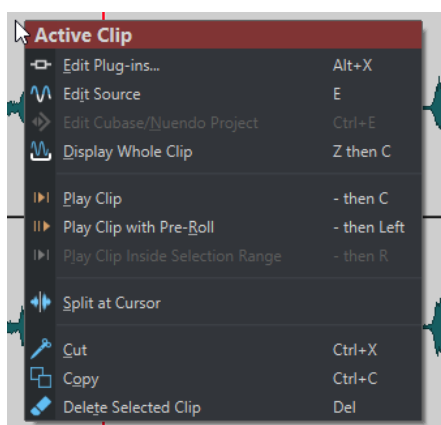 Active Clip
Edit Plug-ins... Alt+X
Edit Source E
Edit Cubase/Nuendo Project Ctrl+E
Display Whole Clip Z then C
Play Clip - then C
Play Clip with Pre-Roll - then Left
Play Clip Inside Selection Range - then R
Split at Cursor
Cut Ctrl+X
Copy Ctrl+C
Delete Selected Clip Del